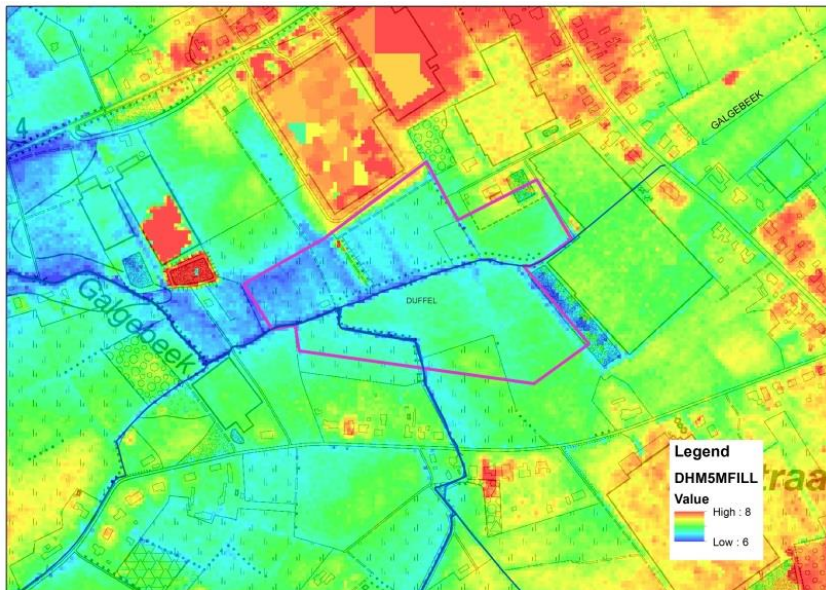 GALGEBEEK
4
Galgebeek
DUFFEL
traa
Legend
DHM5MFILL
Value
High : 8
Low : 6